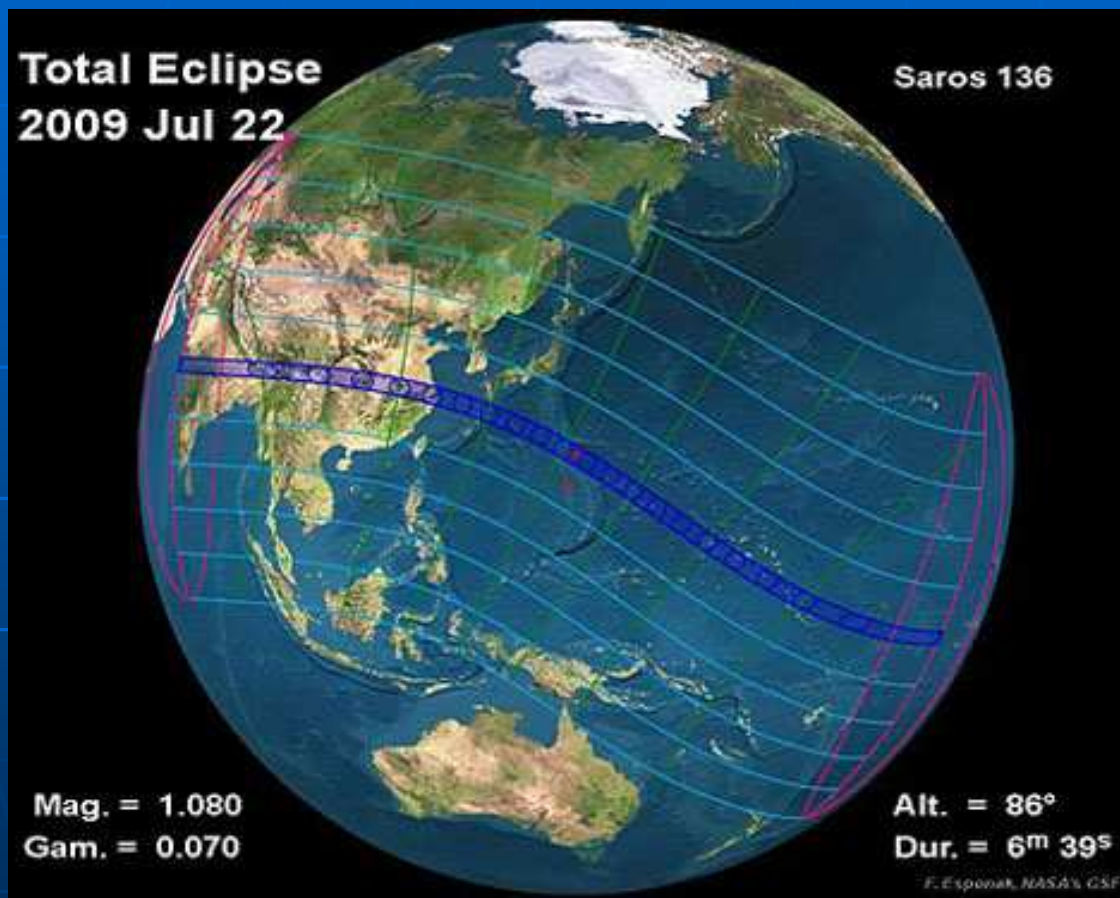 Total Eclipse
2009 Jul 22
Saros 136
Mag. = 1.080
Gam. = 0.070
Alt. = 86°
Dur. = 6m 39s
F. Espenak, NASA's GSF